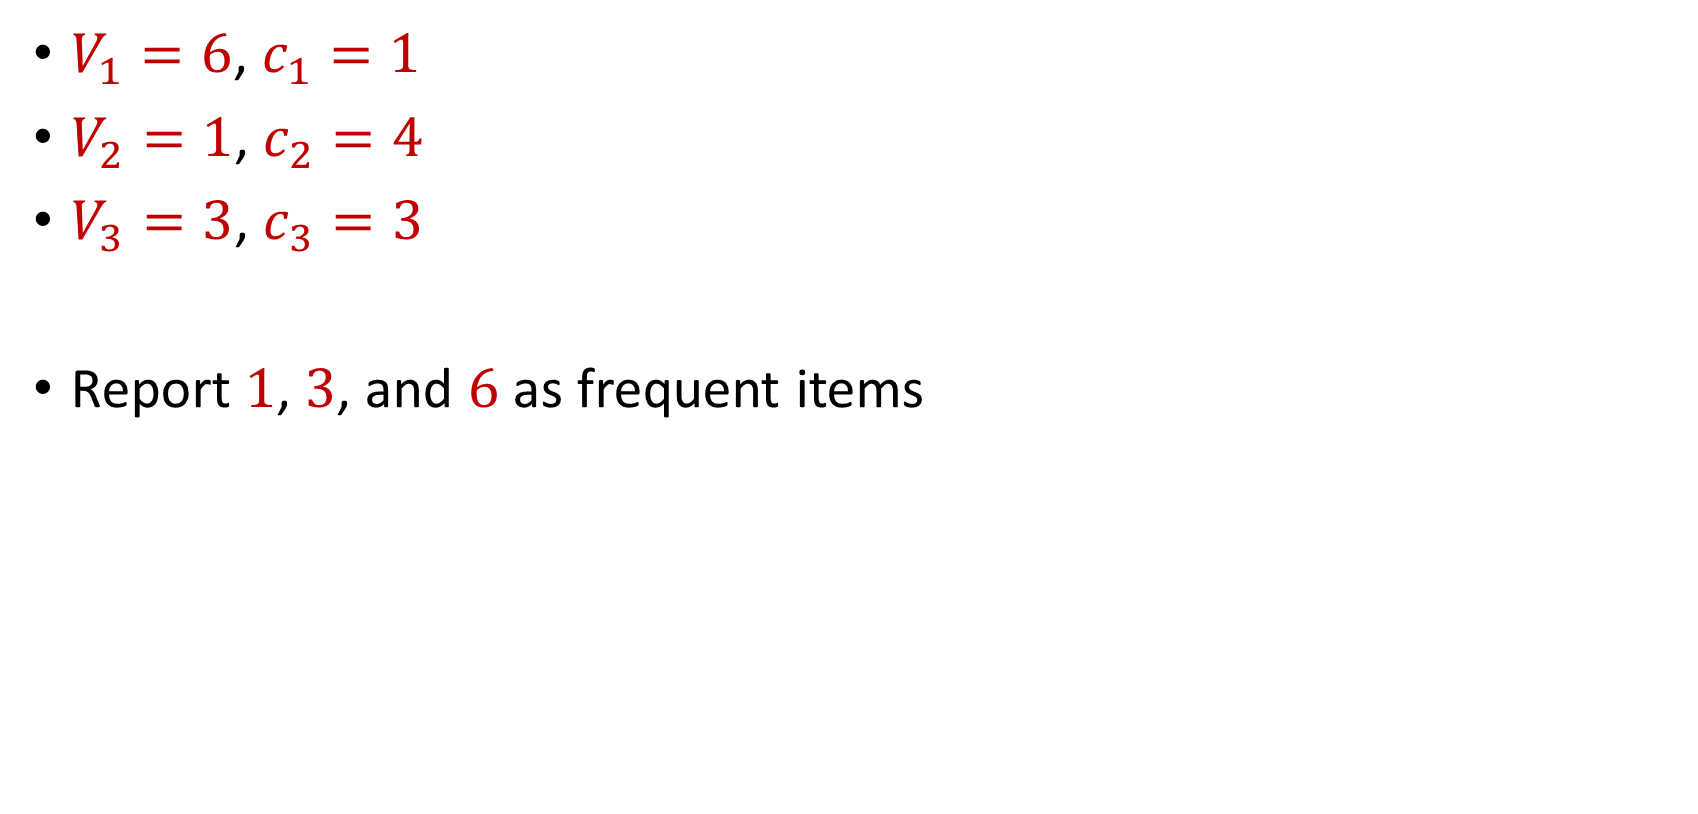 • V₁ = 6, c₁ = 1
• V₂ = 1, c₂ = 4
• V₃ = 3, c₃ = 3
• Report 1, 3, and 6 as frequent items